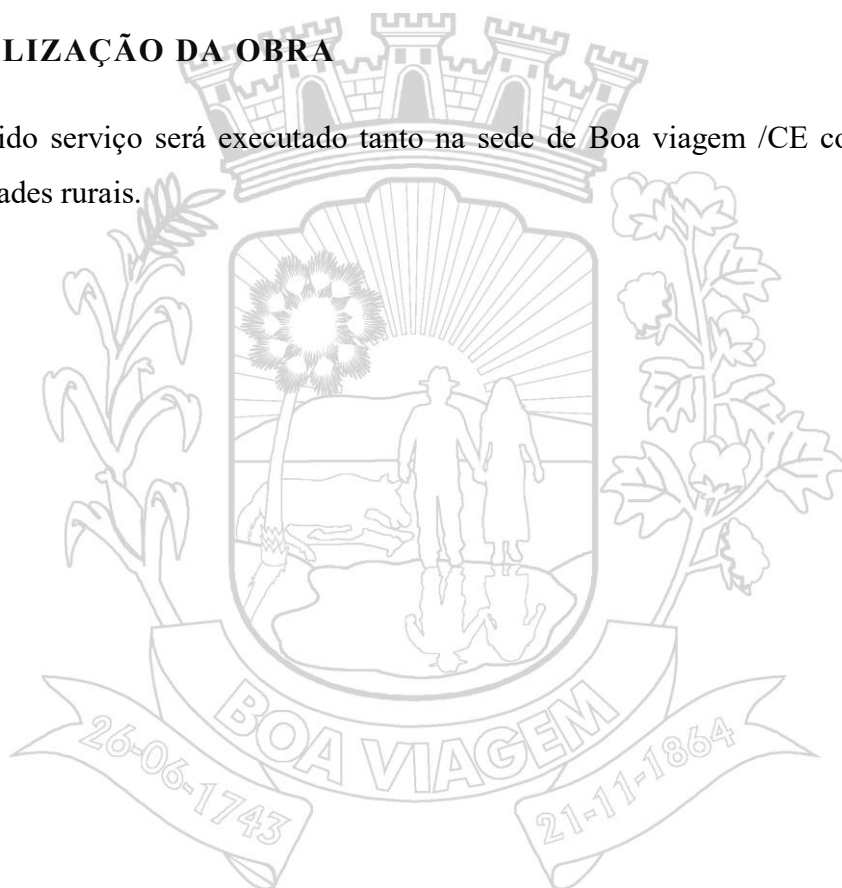 LIZAÇÃO DA OBRA
ido serviço será executado tanto na sede de Boa viagem /CE co
ades rurais.
BOA VIAGEM
26-06-1743
21-11-1864